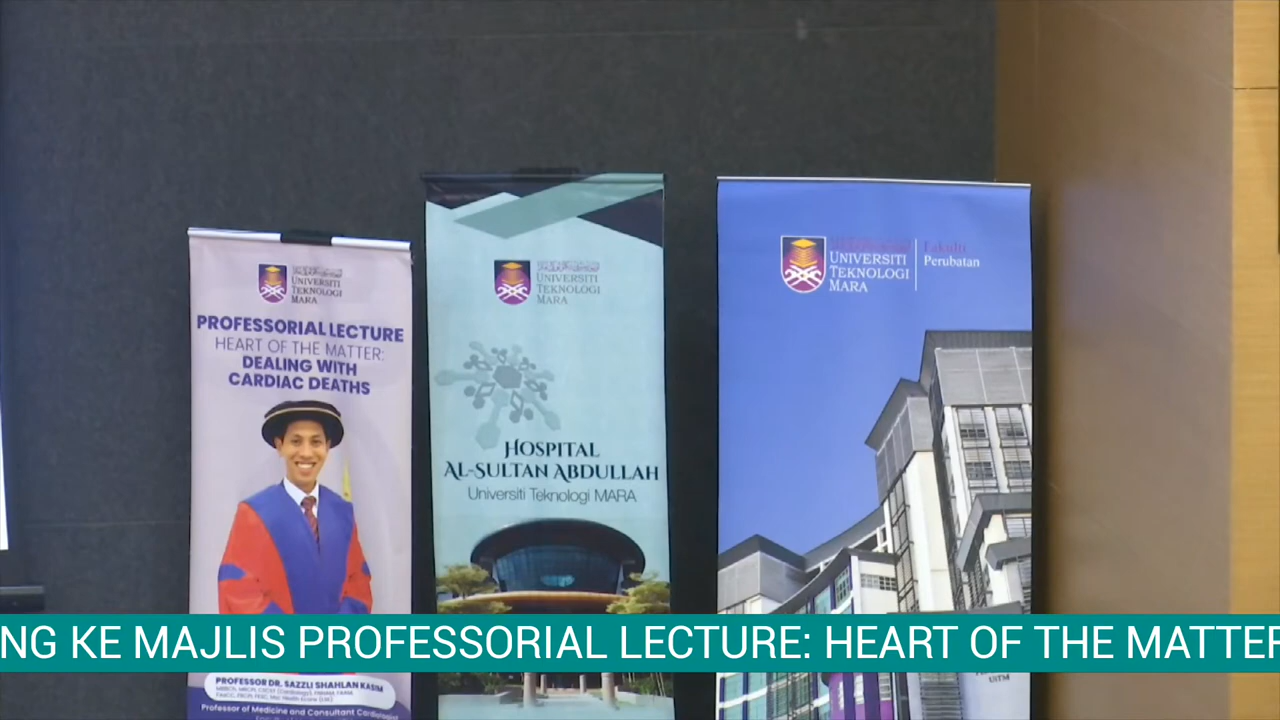 UNIVERSITI
TEKNOLOGI
MARA
PROFESSORIAL LECTURE
HEART OF THE MATTER:
DEALING WITH
CARDIAC DEATHS
PROFESSOR DR. SAZZLI SHAHLAN KASIM
Professor of Medicine and Consultant Cardiologist
UNIVERSITI
TEKNOLOGI
MARA
HOSPITAL
AL-SULTAN ABDULLAH
Universiti Teknologi MARA
UNIVERSITI
TEKNOLOGI
MARA
Fakulti
Perubatan
UiTM
NG KE MAJLIS PROFESSORIAL LECTURE: HEART OF THE MATTER